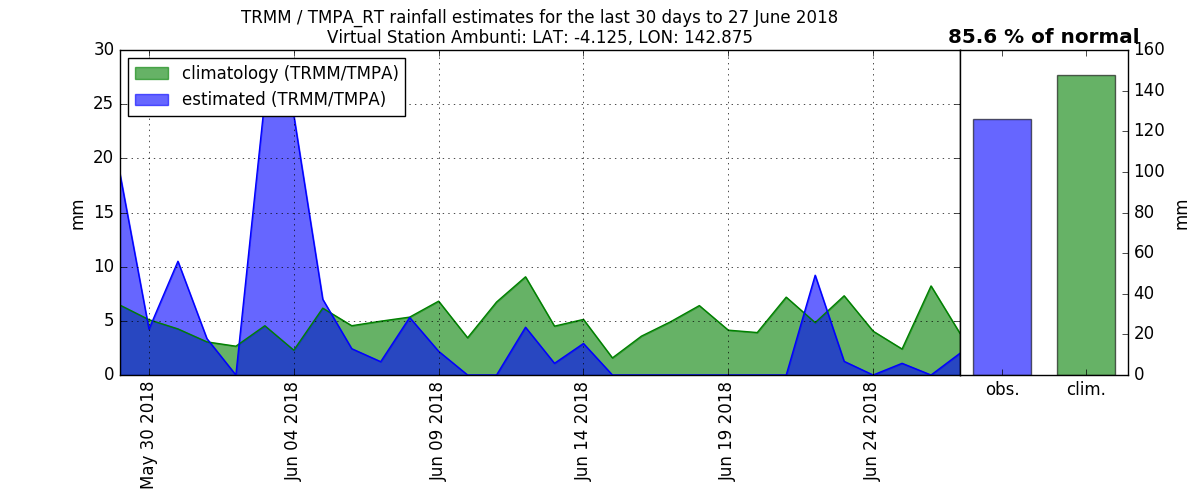 TRMM / TMPA_RT rainfall estimates for the last 30 days to 27 June 2018
Virtual Station Ambunti: LAT: -4.125, LON: 142.875
85.6 % of normal
climatology (TRMM/TMPA)
estimated (TRMM/TMPA)
30
25
20
15
10
5
0
mm
May 30 2018
Jun 04 2018
Jun 09 2018
Jun 14 2018
Jun 19 2018
Jun 24 2018
obs.
clim.
160
140
120
100
80
60
40
20
0
mm